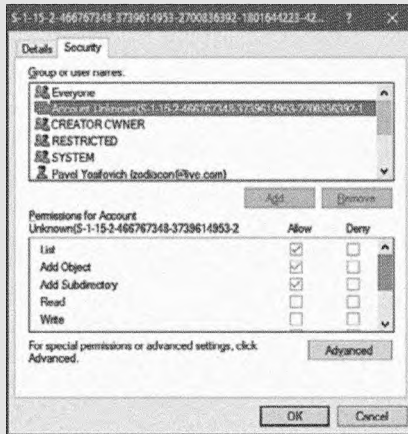 S-1-15-2-466767348-3739614953-2700836392-1801644223-42... ? ×
Details Security
Group or user names:
Everyone
Account Unknown(S-1-15-2-466767348-3739614953-2700836392-1
CREATOR OWNER
RESTRICTED
SYSTEM
Pavel Yosifovich (zodiacon@live.com)
Add Remove
Permissions for Account
Unknown(S-1-15-2-466767348-3739614953-2 Allow Deny
List
Add Object
Add Subdirectory
Read
Write
For special permissions or advanced settings, click
Advanced. Advanced
OK Cancel